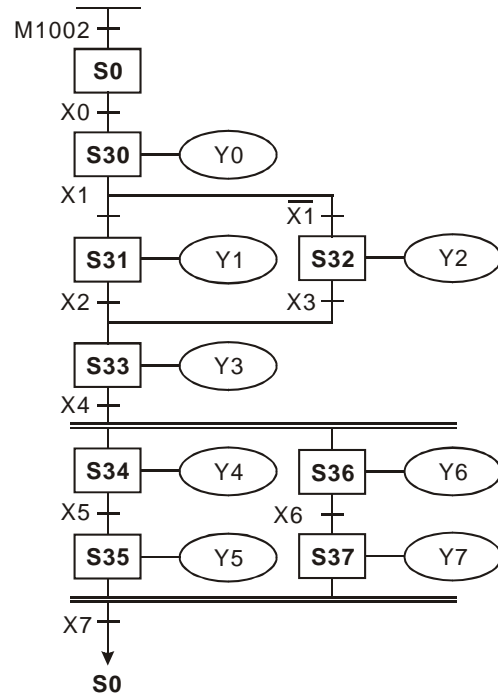 M1002
S0
X0
S30 Y0
X1 X̅1̅
S31 Y1 S32 Y2
X2 X3
S33 Y3
X4
S34 Y4 S36 Y6
X5 X6
S35 Y5 S37 Y7
X7
S0